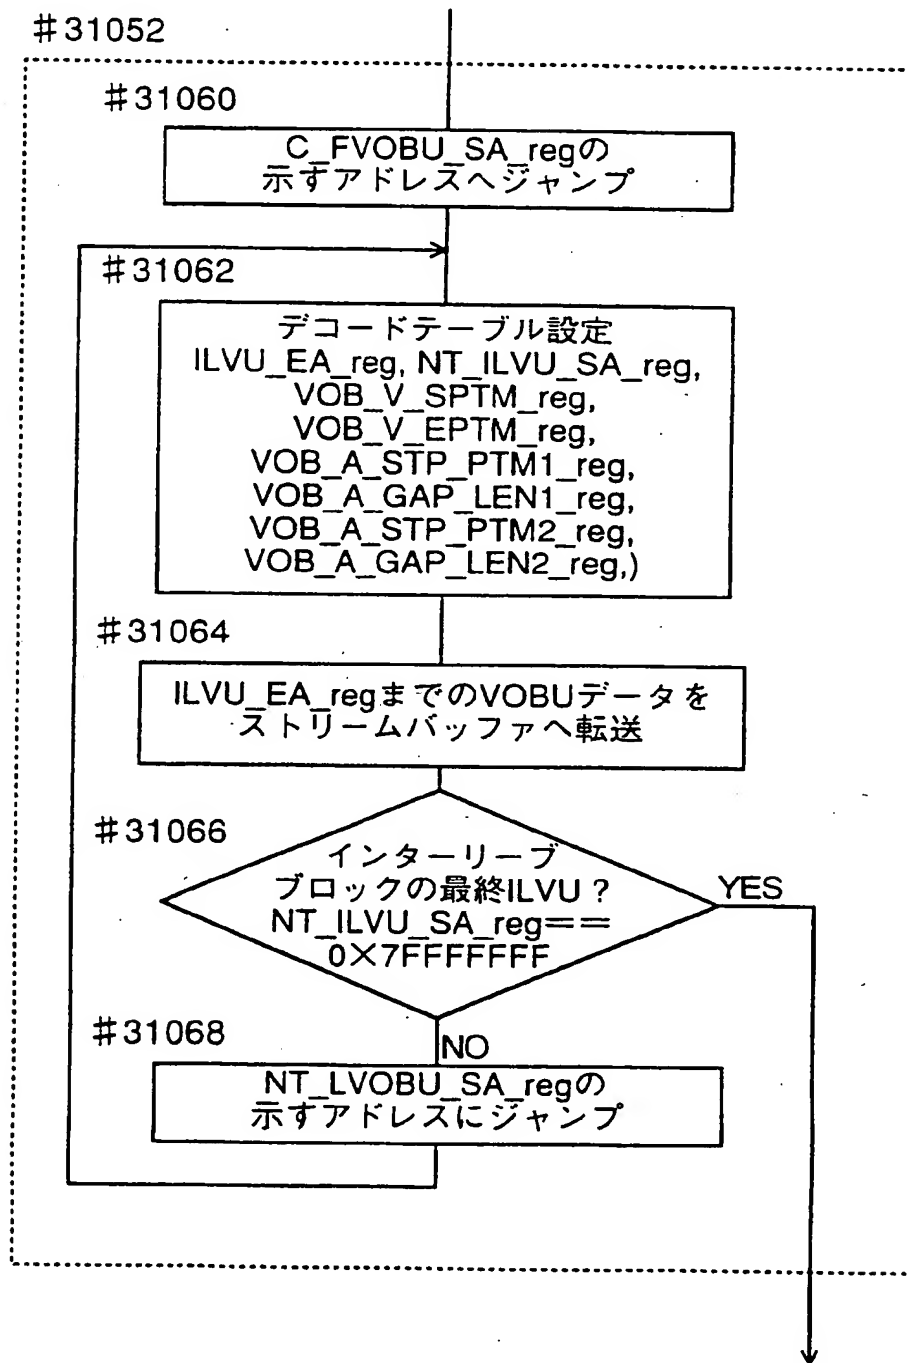 #31052
#31060
C_FVOBU_SA_regの
示すアドレスへジャンプ
#31062
デコードテーブル設定
ILVU_EA_reg, NT_ILVU_SA_reg,
VOB_V_SPTM_reg,
VOB_V_EPTM_reg,
VOB_A_STP_PTM1_reg,
VOB_A_GAP_LEN1_reg,
VOB_A_STP_PTM2_reg,
VOB_A_GAP_LEN2_reg,)
#31064
ILVU_EA_regまでのVOBUデータを
ストリームバッファへ転送
#31066
インターリーブ
ブロックの最終ILVU?
NT_ILVU_SA_reg==
0×7FFFFFFF
YES
#31068
NO
NT_LVOBU_SA_regの
示すアドレスにジャンプ